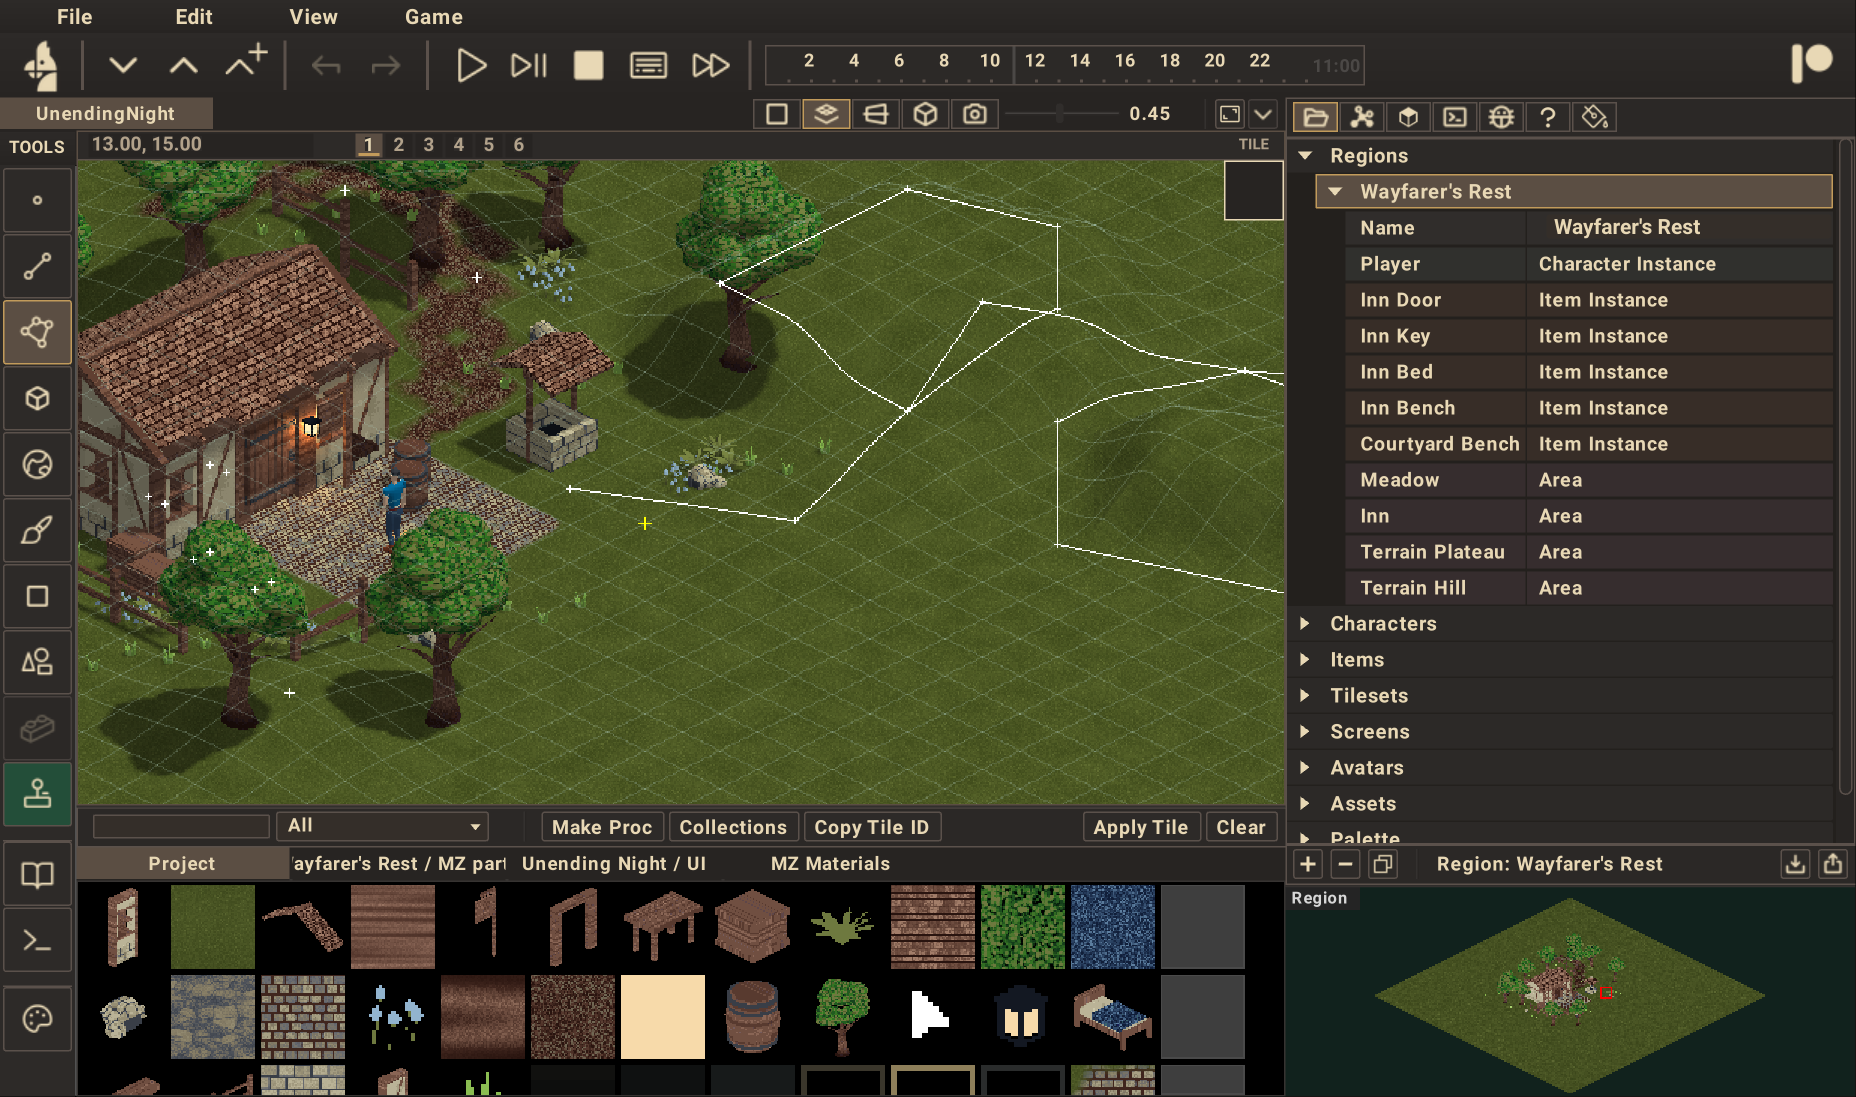 File Edit View Game
2 4 6 8 10 12 14 16 18 20 22 11:00
UnendingNight
0.45
TOOLS
13.00, 15.00
1 2 3 4 5 6
TILE
Regions
Wayfarer's Rest
Name Wayfarer's Rest
Player Character Instance
Inn Door Item Instance
Inn Key Item Instance
Inn Bed Item Instance
Inn Bench Item Instance
Courtyard Bench Item Instance
Meadow Area
Inn Area
Terrain Plateau Area
Terrain Hill Area
Characters
Items
Tilesets
Screens
Avatars
Assets
Palette
All
Make Proc
Collections
Copy Tile ID
Apply Tile
Clear
Project
ayfarer's Rest / MZ part
Unending Night / UI
MZ Materials
Region: Wayfarer's Rest
Region